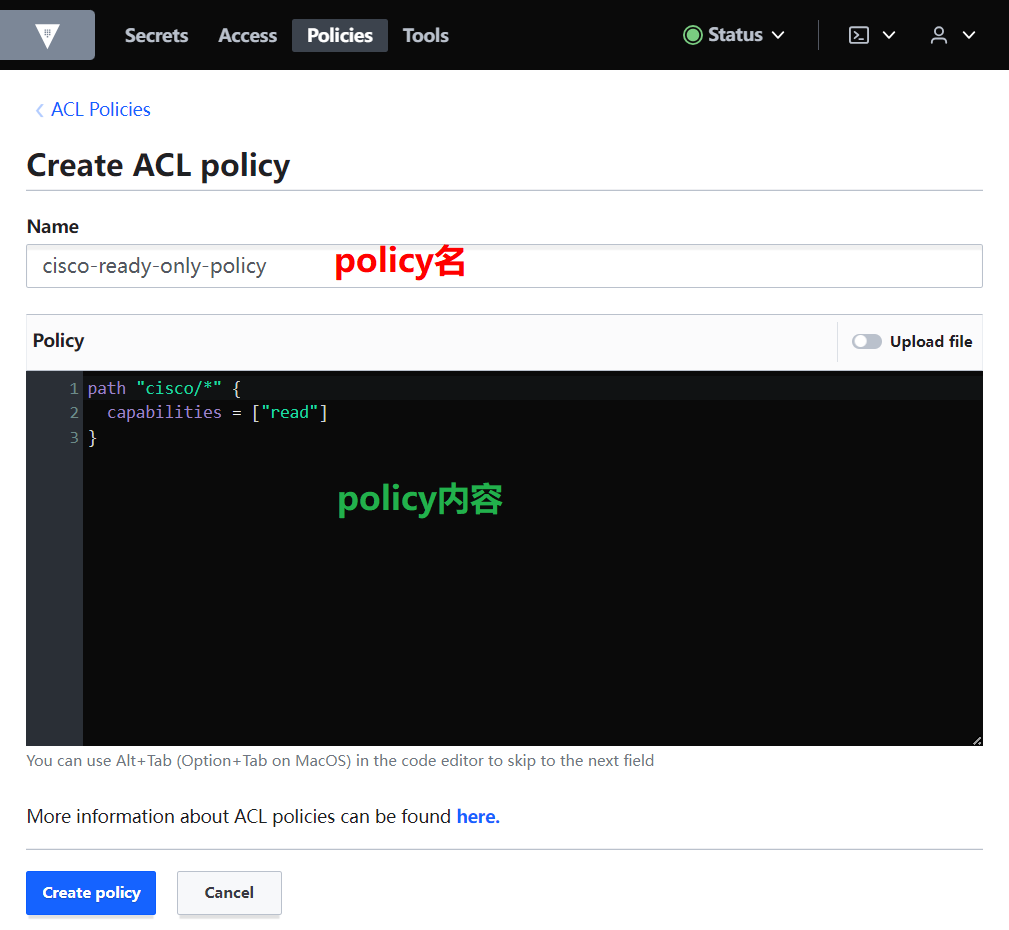 Secrets Access Policies Tools Status
ACL Policies
Create ACL policy
Name
cisco-ready-only-policy policy名
Policy Upload file
1 path "cisco/*" {
2 capabilities = ["read"]
3 }
policy内容
You can use Alt+Tab (Option+Tab on MacOS) in the code editor to skip to the next field
More information about ACL policies can be found here.
Create policy Cancel